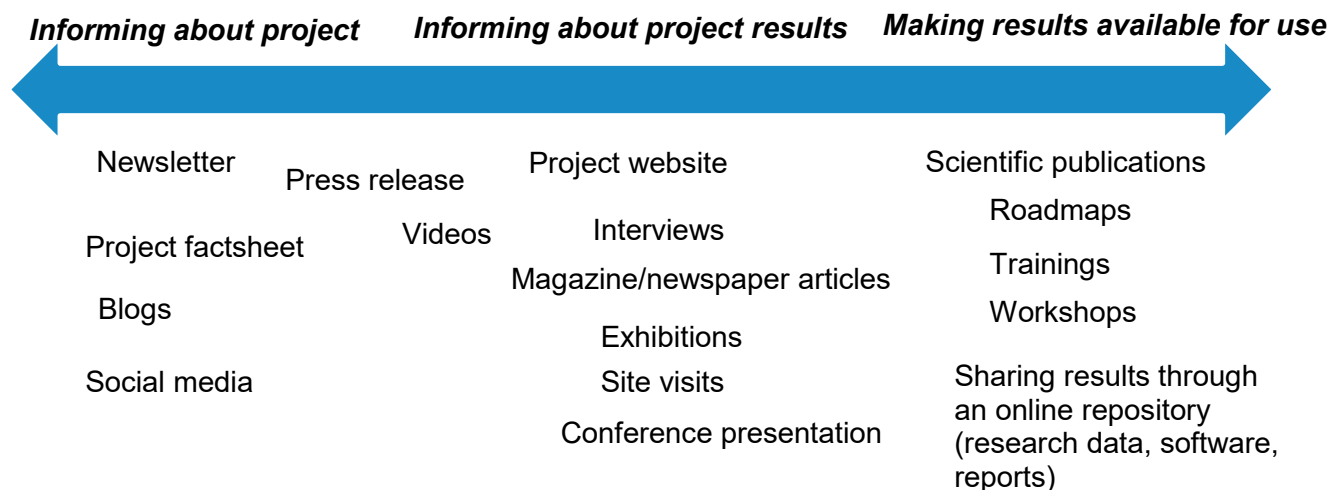 Informing about project
Informing about project results
Making results available for use
Newsletter
Press release
Project factsheet
Videos
Blogs
Social media
Project website
Interviews
Magazine/newspaper articles
Exhibitions
Site visits
Conference presentation
Scientific publications
Roadmaps
Trainings
Workshops
Sharing results through
an online repository
(research data, software,
reports)